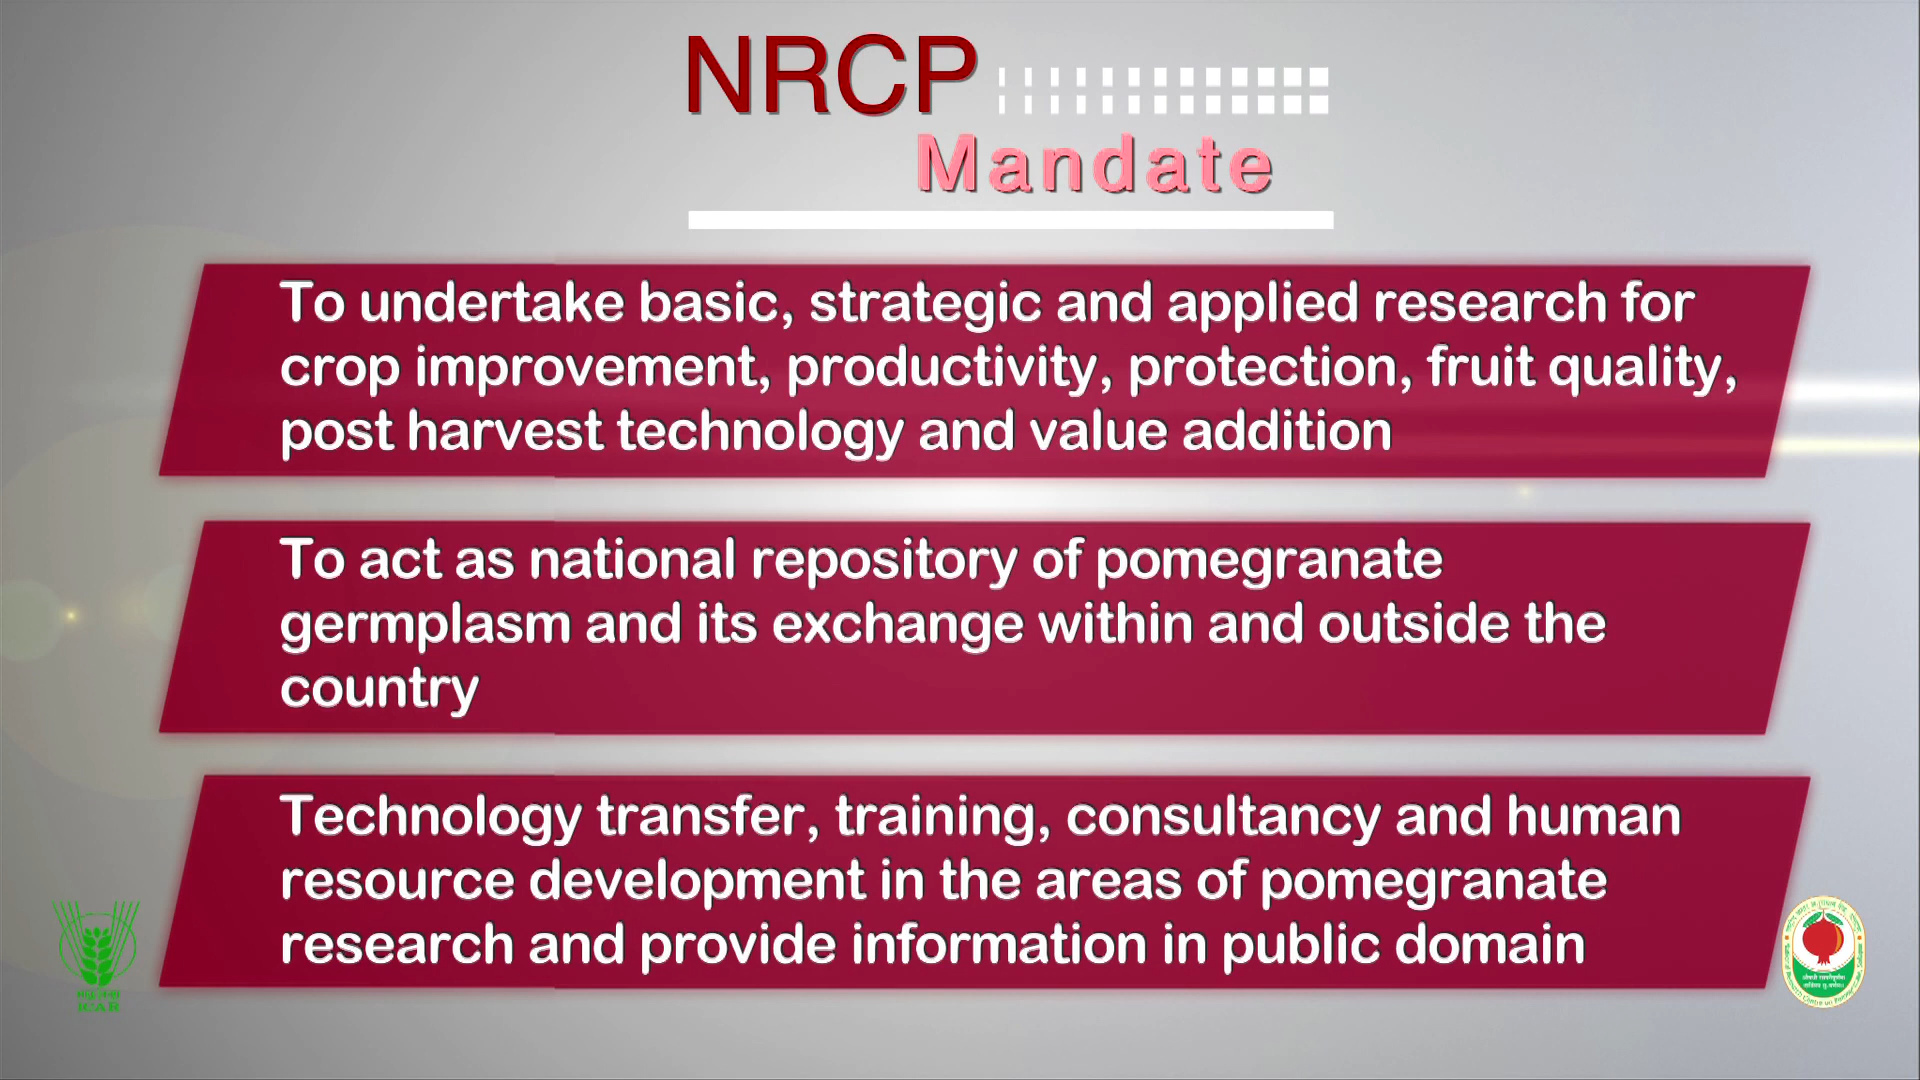 NRCP
Mandate
To undertake basic, strategic and applied research for
crop improvement, productivity, protection, fruit quality,
post harvest technology and value addition
To act as national repository of pomegranate
germplasm and its exchange within and outside the
country
Technology transfer, training, consultancy and human
resource development in the areas of pomegranate
research and provide information in public domain
ICAR